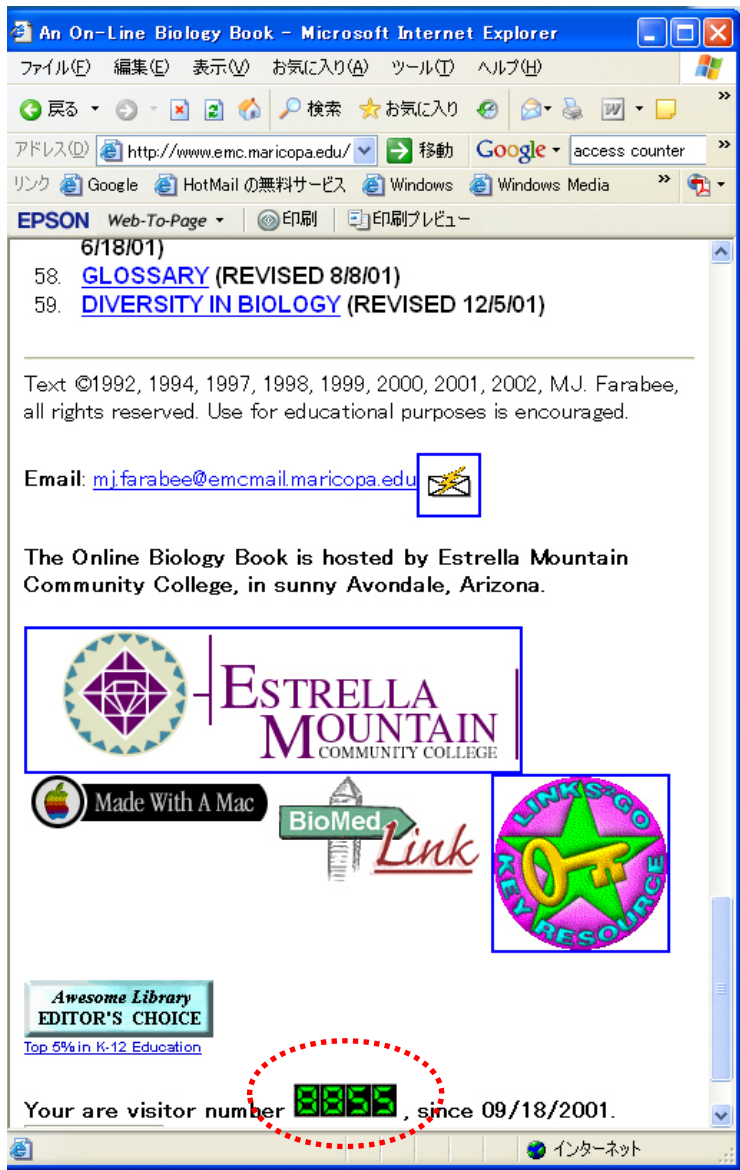 An On-Line Biology Book - Microsoft Internet Explorer
ファイル(F) 編集(E) 表示(V) お気に入り(A) ツール(T) ヘルプ(H)
戻る 検索 お気に入り »
アドレス(D) http://www.emc.maricopa.edu/ 移動 Google access counter »
リンク Google HotMail の無料サービス Windows Windows Media »
EPSON Web-To-Page 印刷 印刷プレビュー
6/18/01)
58. GLOSSARY (REVISED 8/8/01)
59. DIVERSITY IN BIOLOGY (REVISED 12/5/01)
Text ©1992, 1994, 1997, 1998, 1999, 2000, 2001, 2002, M.J. Farabee,
all rights reserved. Use for educational purposes is encouraged.
Email: mj.farabee@emcmail.maricopa.edu
The Online Biology Book is hosted by Estrella Mountain
Community College, in sunny Avondale, Arizona.
ESTRELLA
MOUNTAIN
COMMUNITY COLLEGE
Made With A Mac
BioMed
Link
LINKS2GO
KEY RESOURCE
Awesome Library
EDITOR'S CHOICE
Top 5% in K-12 Education
Your are visitor number 8855 , since 09/18/2001.
インターネット